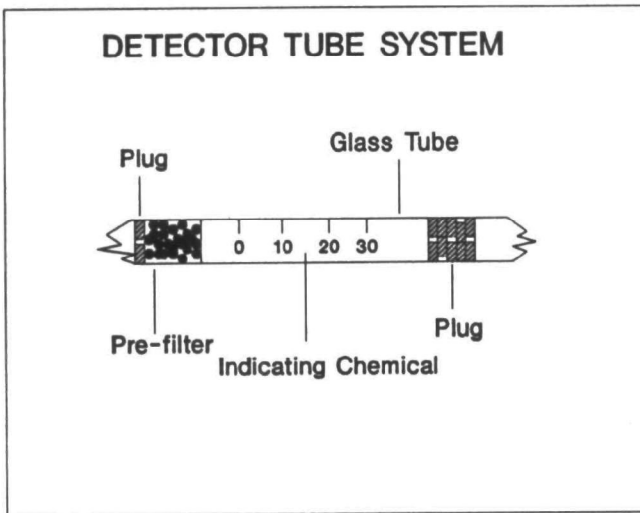 DETECTOR TUBE SYSTEM
Glass Tube
Plug
0 10 20 30
Plug
Pre-filter
Indicating Chemical